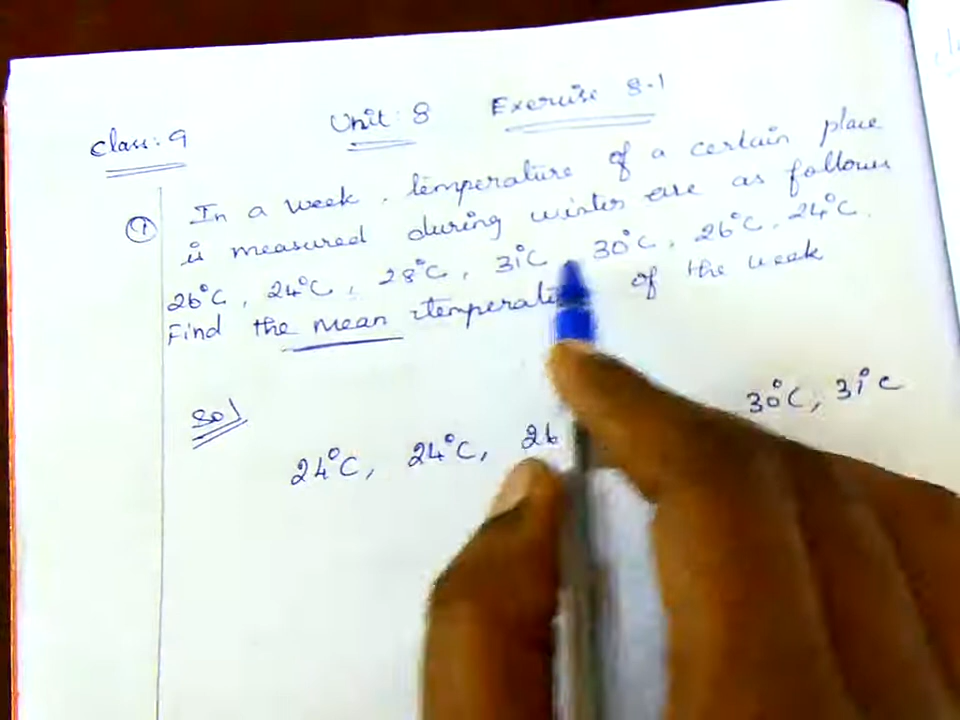 Class: 9 Unit: 8 Exercise 8.1
① In a week, temperature of a certain place
is measured during winter are as follows
26°C, 24°C, 28°C, 31°C 30°C, 26°C, 24°C.
Find the mean temperatu of the week
Sol
24°C, 24°C, 26 30°C, 31°C